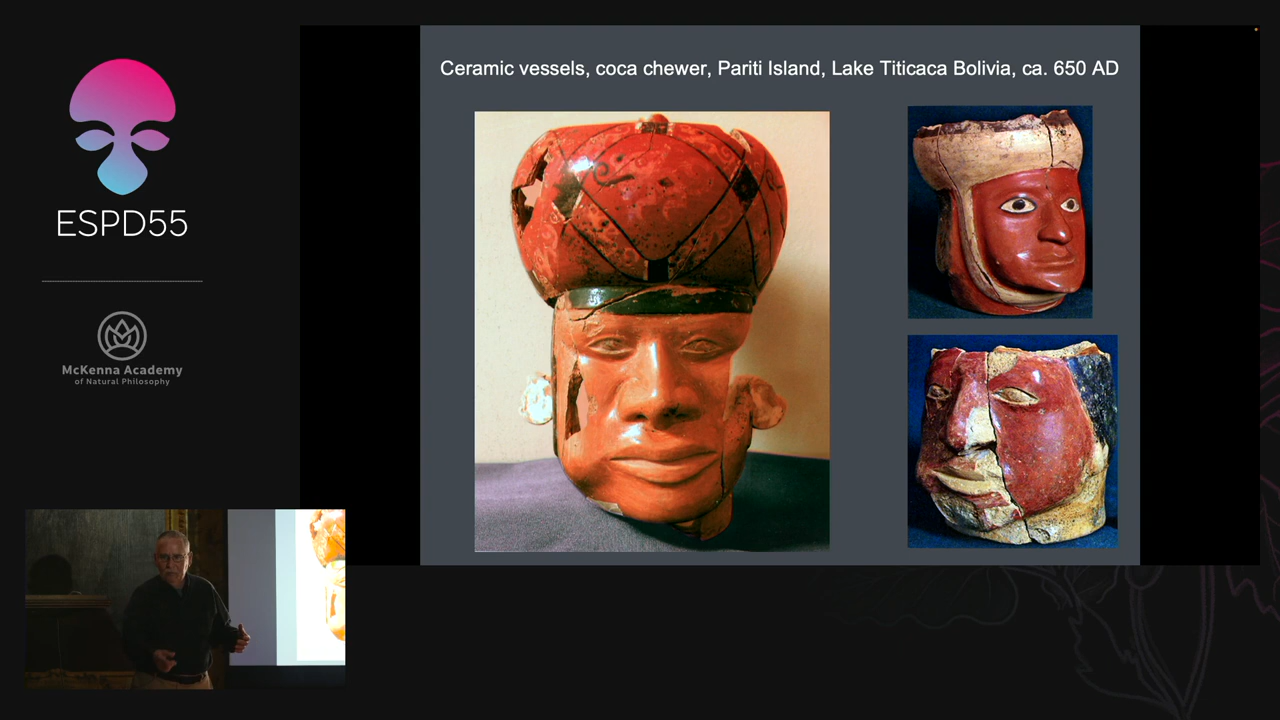 Ceramic vessels, coca chewer, Pariti Island, Lake Titicaca Bolivia, ca. 650 AD
ESPD55
McKenna Academy
of Natural Philosophy